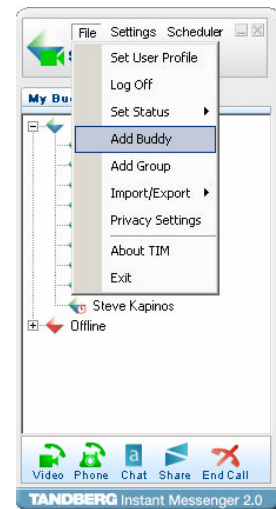 File Settings Scheduler
Set User Profile
Log Off
My Bu
Set Status
Add Buddy
Add Group
Import/Export
Privacy Settings
About TIM
Exit
Steve Kapinos
Offline
a
Video Phone Chat Share End Call
TANDBERG Instant Messenger 2.0